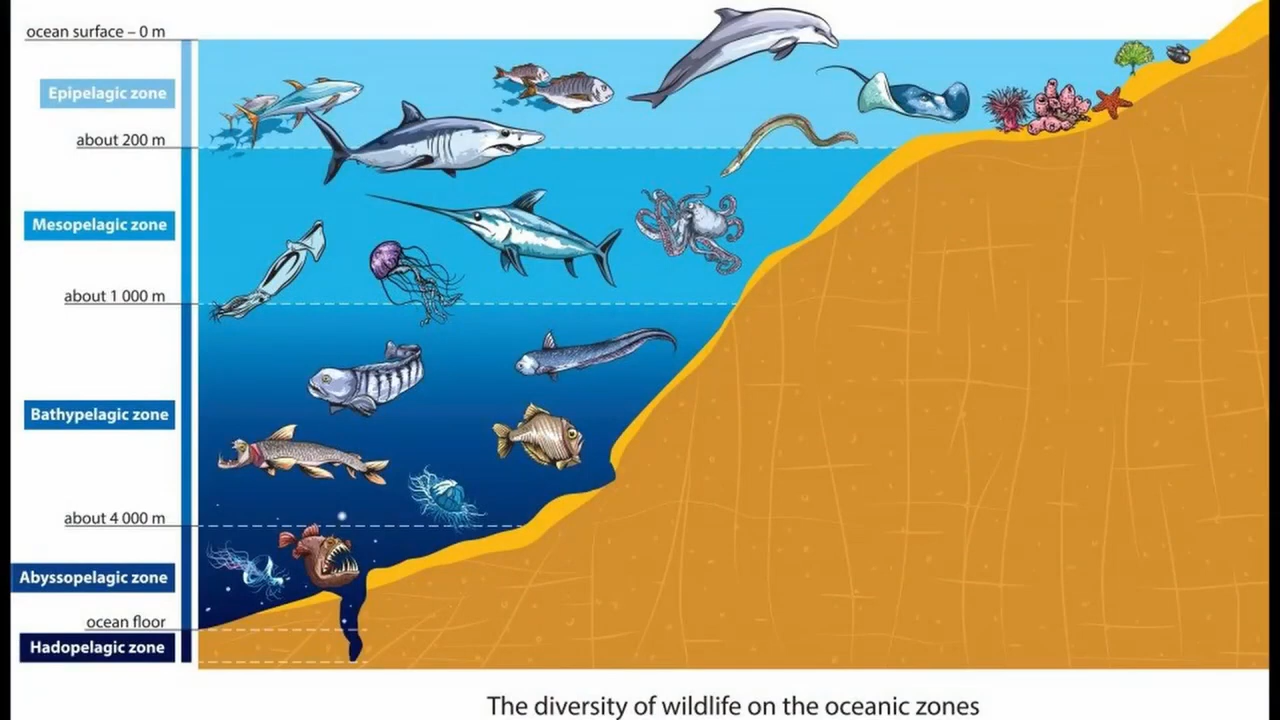 ocean surface – 0 m
Epipelagic zone
about 200 m
Mesopelagic zone
about 1 000 m
Bathypelagic zone
about 4 000 m
Abyssopelagic zone
ocean floor
Hadopelagic zone
The diversity of wildlife on the oceanic zones